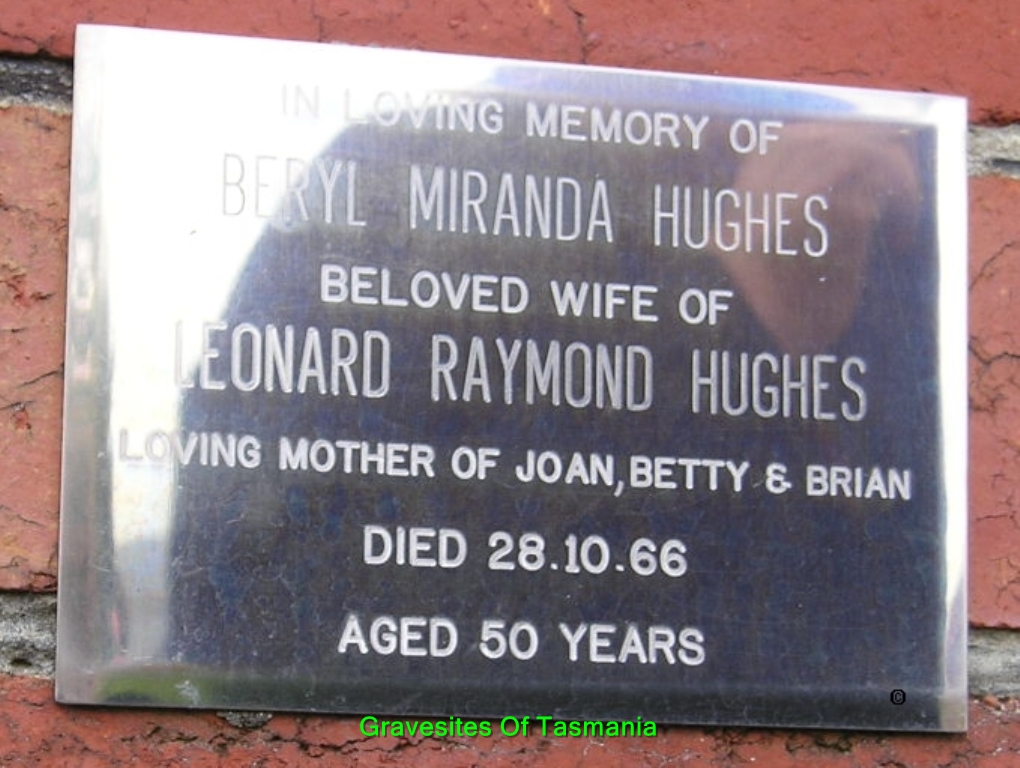 IN LOVING MEMORY OF
BERYL MIRANDA HUGHES
BELOVED WIFE OF
LEONARD RAYMOND HUGHES
LOVING MOTHER OF JOAN, BETTY & BRIAN
DIED 28.10.66
AGED 50 YEARS
©
Gravesites Of Tasmania